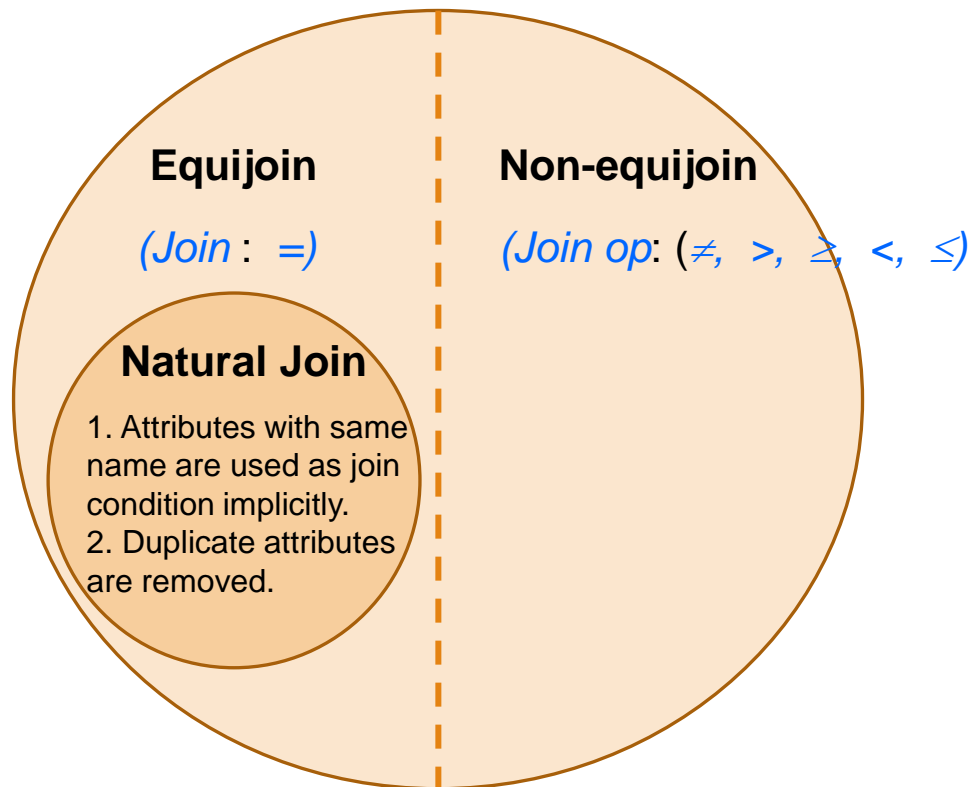 Equijoin
(Join : =)
Non-equijoin
(Join op: (≠, >, ≥, <, ≤)
Natural Join
1. Attributes with same
name are used as join
condition implicitly.
2. Duplicate attributes
are removed.